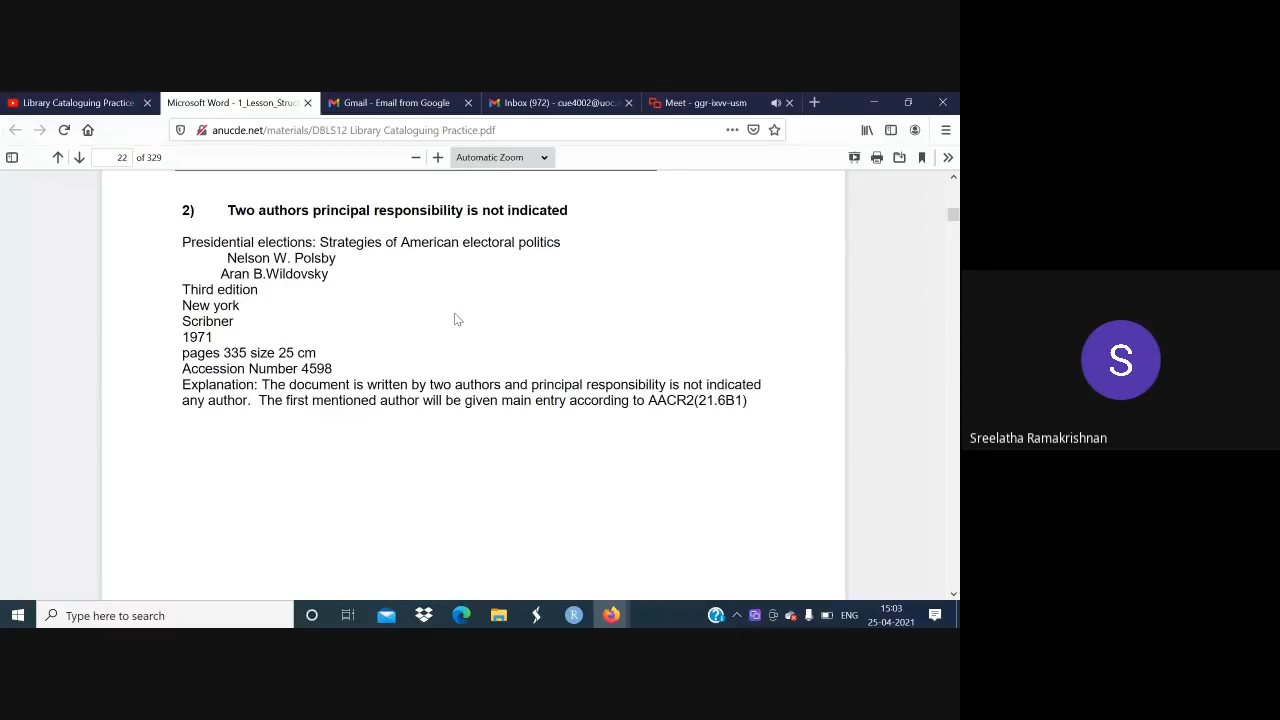 Library Cataloguing Practice
Microsoft Word - 1_Lesson_Struct
Gmail - Email from Google
Inbox (972) - cue4002@uoc.a
Meet - ggr-ixvv-usm
anucde.net/materials/DBLS12 Library Cataloguing Practice.pdf
22 of 329
Automatic Zoom
2) Two authors principal responsibility is not indicated
Presidential elections: Strategies of American electoral politics
Nelson W. Polsby
Aran B.Wildovsky
Third edition
New york
Scribner
1971
pages 335 size 25 cm
Accession Number 4598
Explanation: The document is written by two authors and principal responsibility is not indicated
any author. The first mentioned author will be given main entry according to AACR2(21.6B1)
S
Sreelatha Ramakrishnan
Type here to search
R
ENG
15:03
25-04-2021